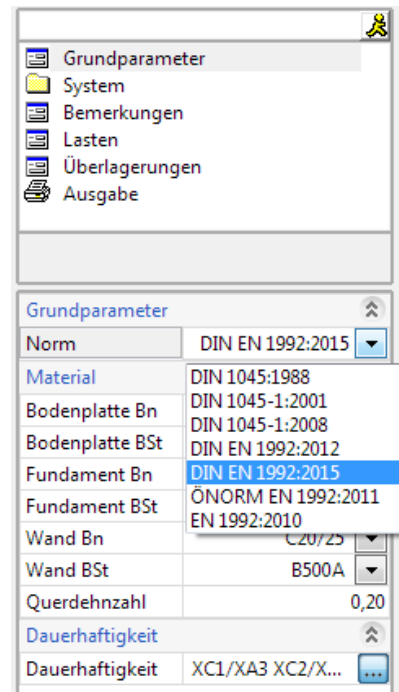 Grundparameter
System
Bemerkungen
Lasten
Überlagerungen
Ausgabe
Grundparameter
Norm DIN EN 1992:2015
Material
DIN 1045:1988
DIN 1045-1:2001
Bodenplatte Bn
DIN 1045-1:2008
Bodenplatte BSt
DIN EN 1992:2012
Fundament Bn
DIN EN 1992:2015
Fundament BSt
ÖNORM EN 1992:2011
EN 1992:2010
Wand Bn C20/25
Wand BSt B500A
Querdehnzahl 0,20
Dauerhaftigkeit
Dauerhaftigkeit XC1/XA3 XC2/X... ...